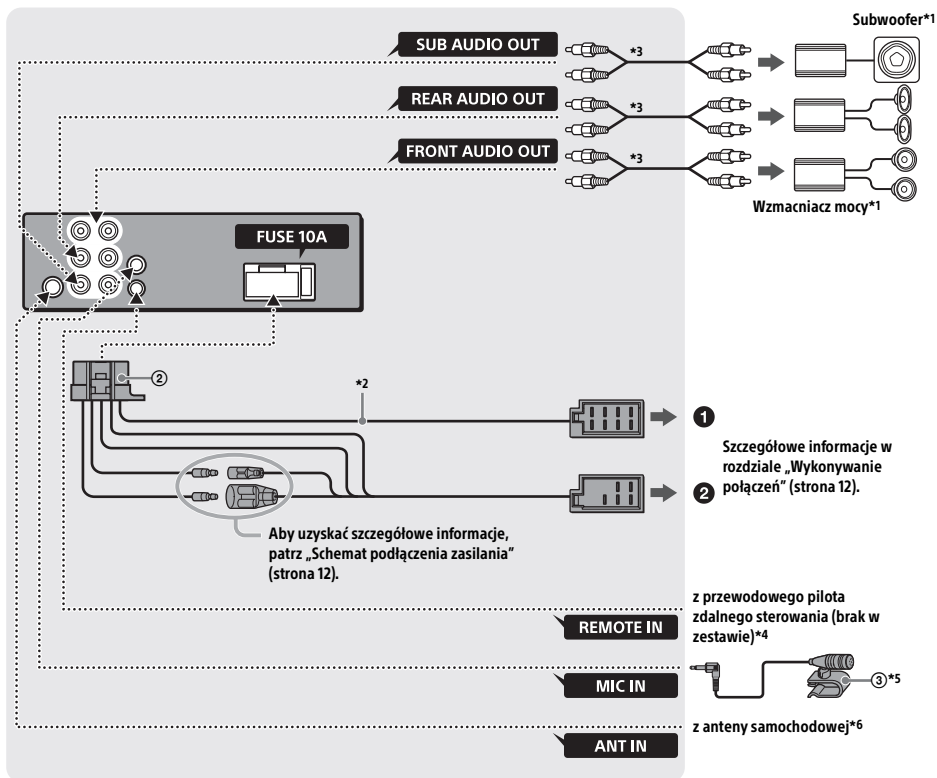 Subwoofer*1
SUB AUDIO OUT
*3
REAR AUDIO OUT
*3
FRONT AUDIO OUT
*3
Wzmacniacz mocy*1
FUSE 10A
②
*2
❶
Szczegółowe informacje w
rozdziale „Wykonywanie
połączeń” (strona 12).
❷
Aby uzyskać szczegółowe informacje,
patrz „Schemat podłączenia zasilania”
(strona 12).
z przewodowego pilota
zdalnego sterowania (brak w
zestawie)*4
REMOTE IN
③*5
MIC IN
z anteny samochodowej*6
ANT IN